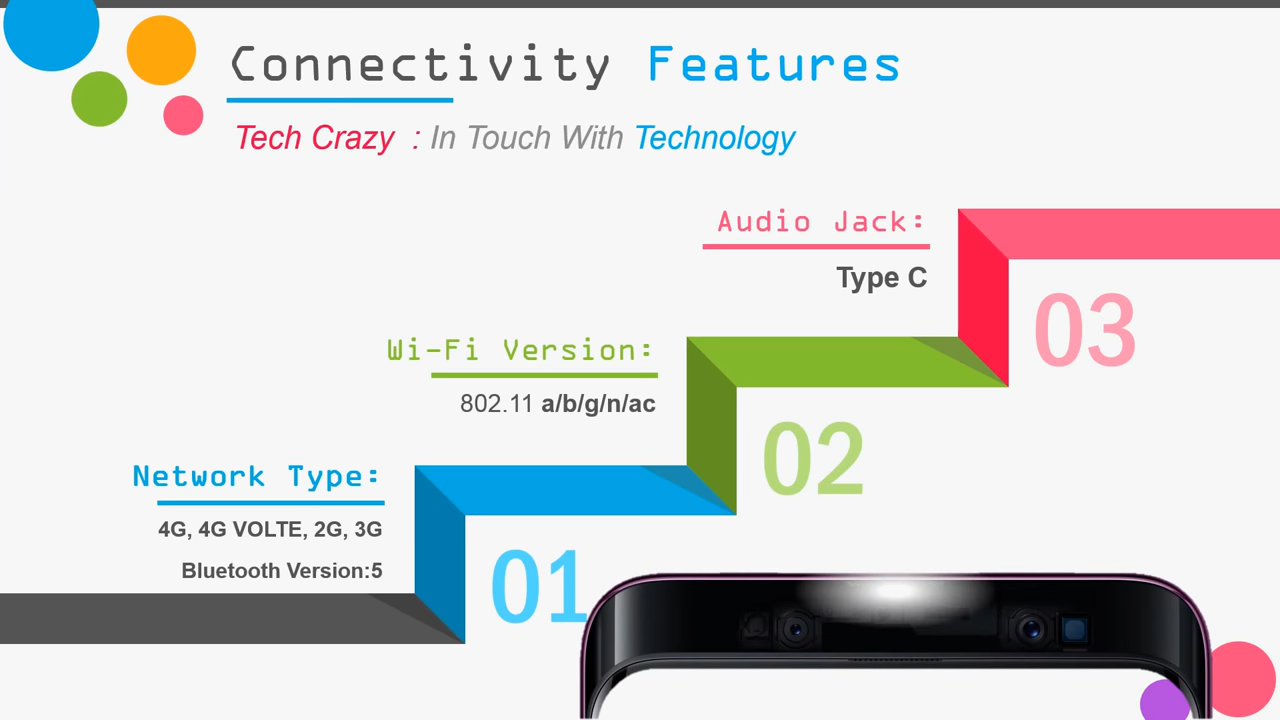 Connectivity Features
Tech Crazy : In Touch With Technology
Audio Jack:
Type C
03
Wi-Fi Version:
802.11 a/b/g/n/ac
02
Network Type:
4G, 4G VOLTE, 2G, 3G
Bluetooth Version:5
01